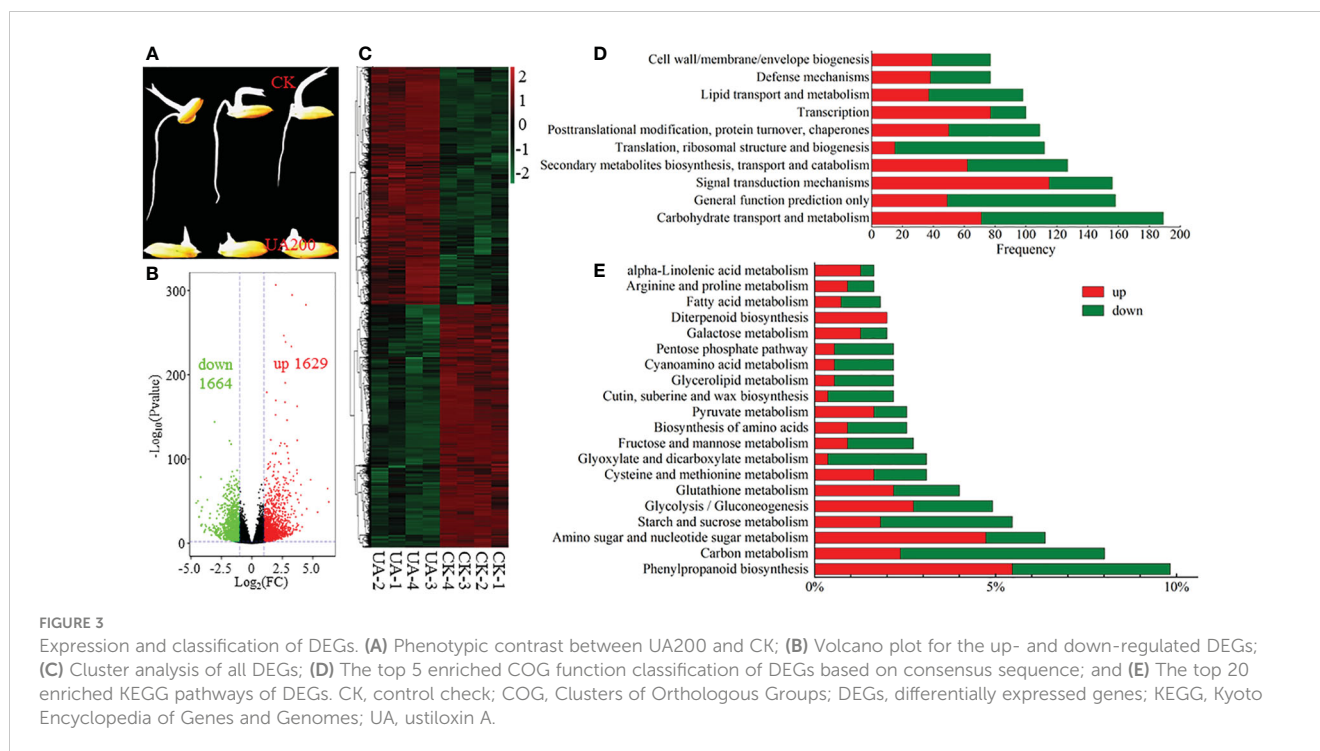 A
CK
UA200
B
300
200
100
0
-Log10(Pvalue)
down
1664
up 1629
-5.0
-2.5
0
2.5
5.0
Log2(FC)
C
2
1
0
-1
-2
UA-2
UA-1
UA-4
UA-3
CK-4
CK-3
CK-2
CK-1
D
Cell wall/membrane/envelope biogenesis
Defense mechanisms
Lipid transport and metabolism
Transcription
Posttranslational modification, protein turnover, chaperones
Translation, ribosomal structure and biogenesis
Secondary metabolites biosynthesis, transport and catabolism
Signal transduction mechanisms
General function prediction only
Carbohydrate transport and metabolism
0 20 40 60 80 100 120 140 160 180 200
Frequency
E
alpha-Linolenic acid metabolism
Arginine and proline metabolism
Fatty acid metabolism
Diterpenoid biosynthesis
Galactose metabolism
Pentose phosphate pathway
Cyanoamino acid metabolism
Glycerolipid metabolism
Cutin, suberine and wax biosynthesis
Pyruvate metabolism
Biosynthesis of amino acids
Fructose and mannose metabolism
Glyoxylate and dicarboxylate metabolism
Cysteine and methionine metabolism
Glutathione metabolism
Glycolysis / Gluconeogenesis
Starch and sucrose metabolism
Amino sugar and nucleotide sugar metabolism
Carbon metabolism
Phenylpropanoid biosynthesis
0% 5% 10%
up
down
FIGURE 3
Expression and classification of DEGs. (A) Phenotypic contrast between UA200 and CK; (B) Volcano plot for the up- and down-regulated DEGs;
(C) Cluster analysis of all DEGs; (D) The top 5 enriched COG function classification of DEGs based on consensus sequence; and (E) The top 20
enriched KEGG pathways of DEGs. CK, control check; COG, Clusters of Orthologous Groups; DEGs, differentially expressed genes; KEGG, Kyoto
Encyclopedia of Genes and Genomes; UA, ustiloxin A.